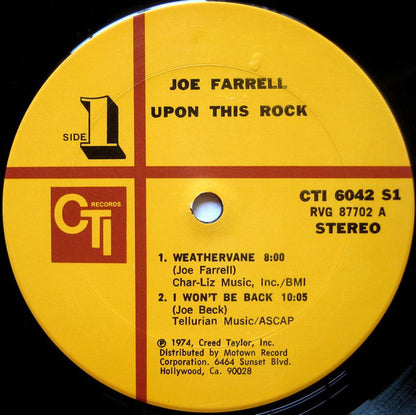 JOE FARRELL
UPON THIS ROCK
SIDE 1
CTI RECORDS
CTI 6042 S1
RVG 87702 A
STEREO
1. WEATHERVANE 8:00
(Joe Farrell)
Char-Liz Music, Inc./BMI
2. I WON'T BE BACK 10:05
(Joe Beck)
Tellurian Music/ASCAP
℗ 1974, Creed Taylor, Inc.
Distributed by Motown Record
Corporation. 6464 Sunset Blvd.
Hollywood, Ca. 90028